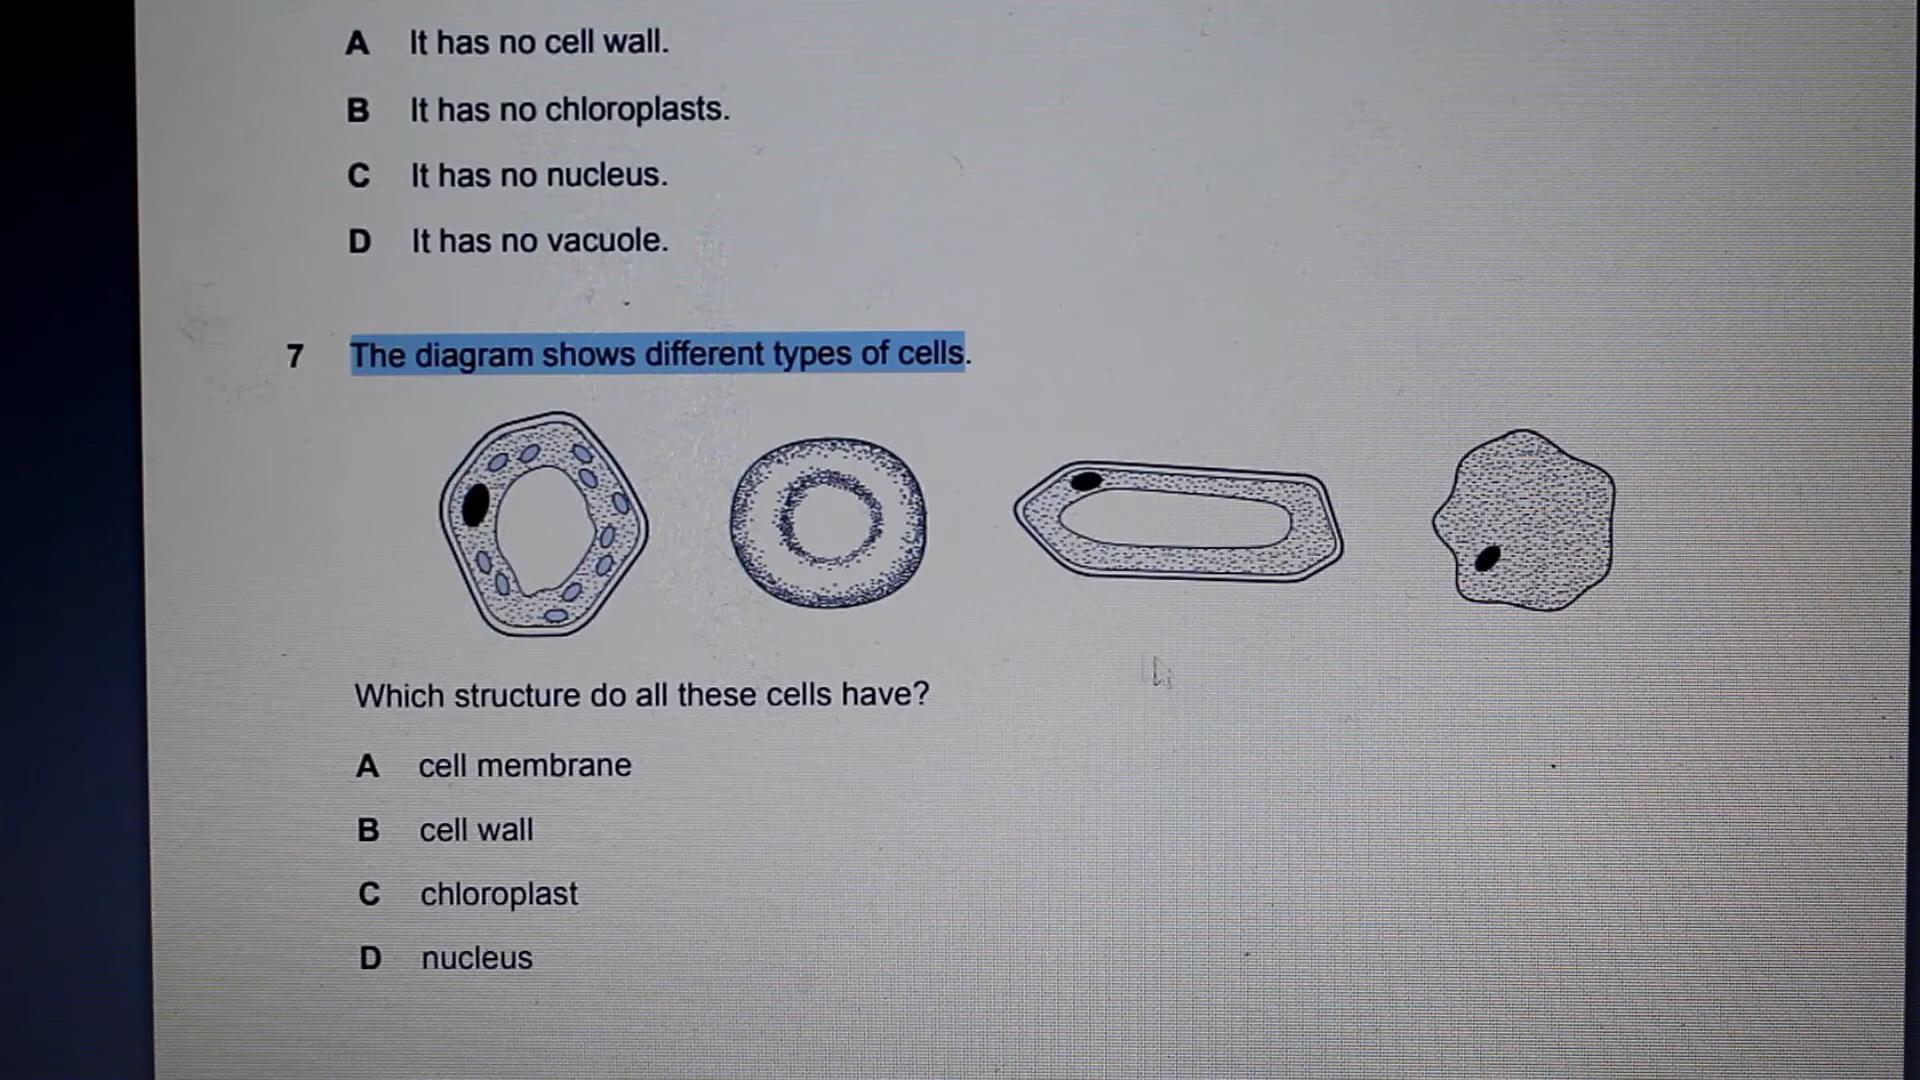 A It has no cell wall.
B It has no chloroplasts.
C It has no nucleus.
D It has no vacuole.
7 The diagram shows different types of cells.
Which structure do all these cells have?
A cell membrane
B cell wall
C chloroplast
D nucleus